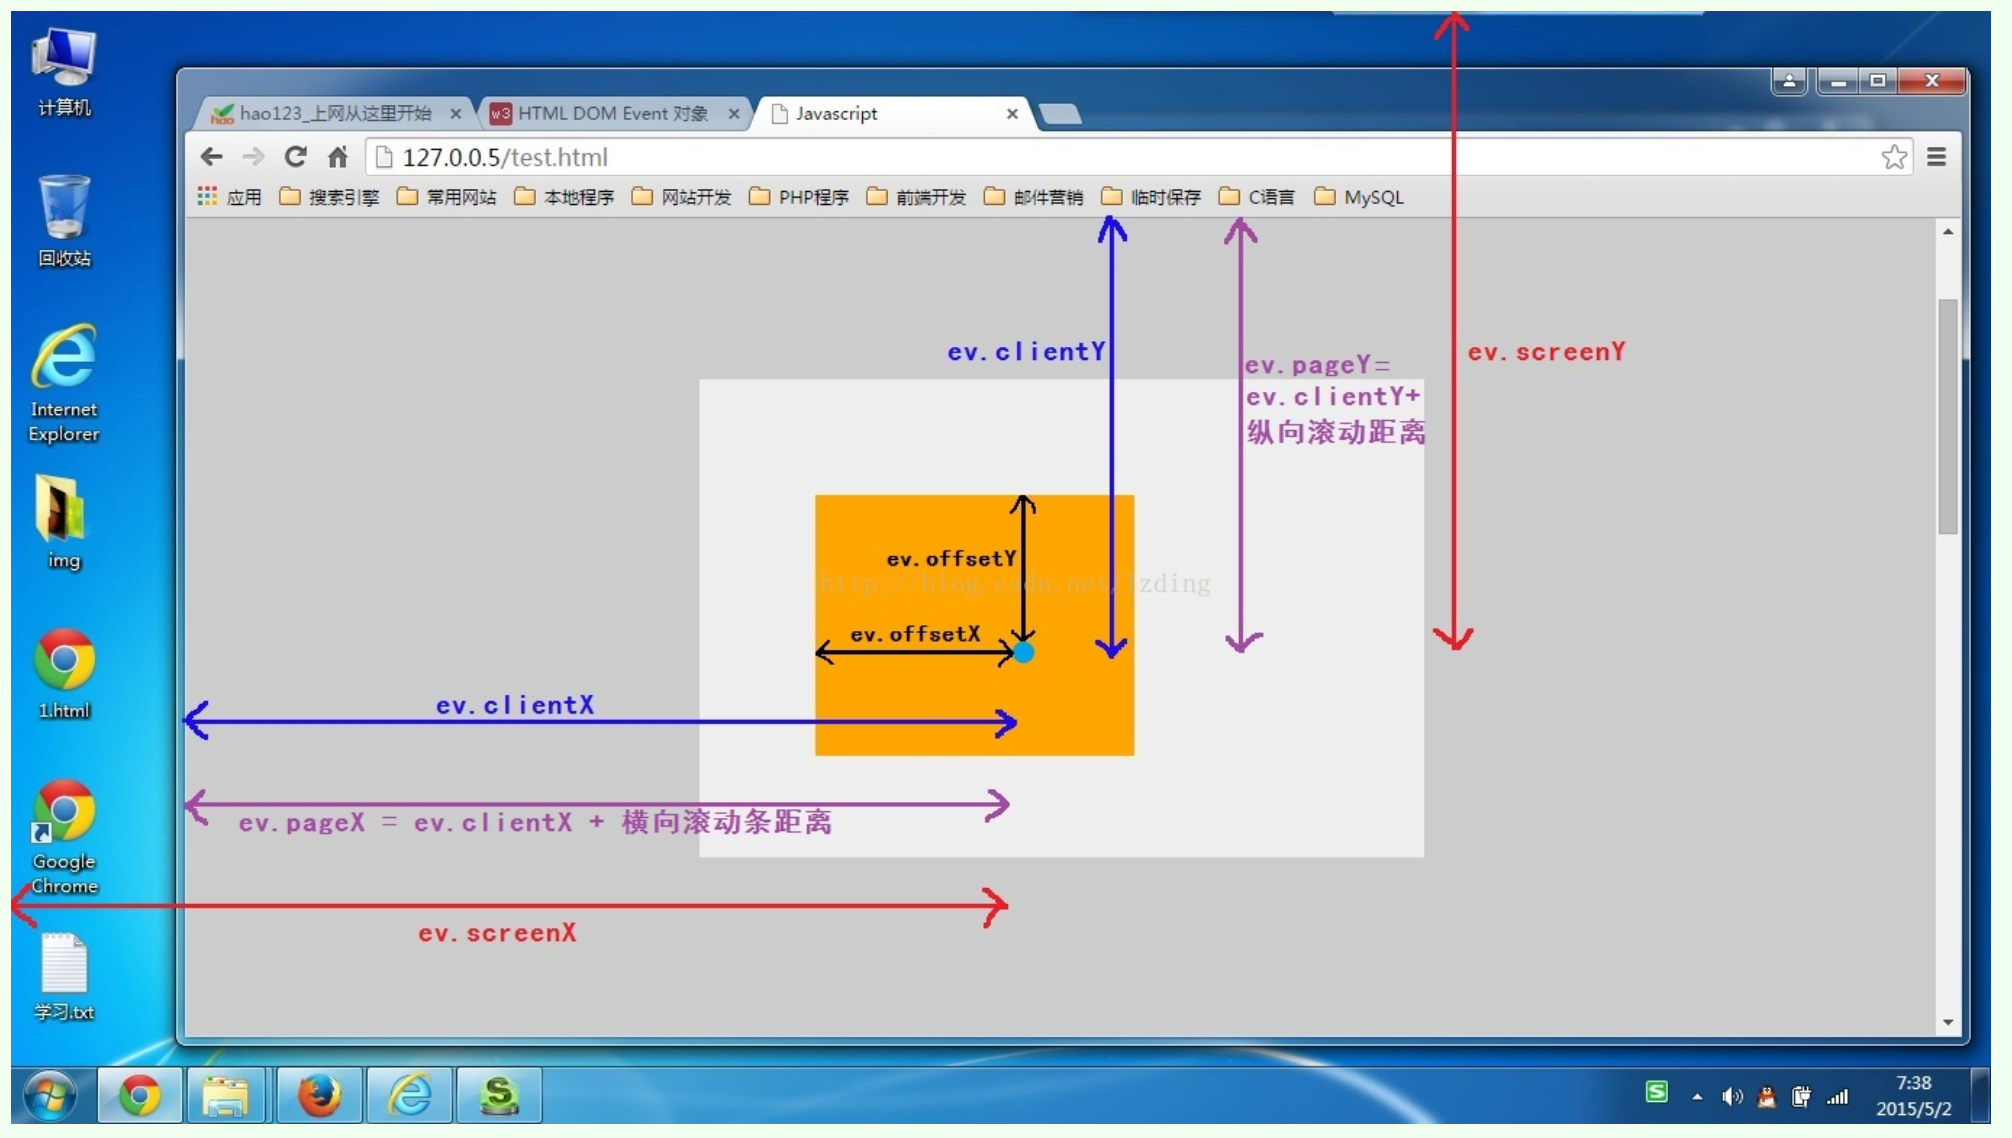 计算机
回收站
Internet
Explorer
img
1.html
Google
Chrome
学习.txt
hao123_上网从这里开始
w3
HTML DOM Event 对象
Javascript
127.0.0.5/test.html
应用
搜索引擎
常用网站
本地程序
网站开发
PHP程序
前端开发
邮件营销
临时保存
C语言
MySQL
ev.clientY
ev.pageY=
ev.clientY+
纵向滚动距离
ev.screenY
ev.offsetY
http://blog.csdn.net/lzding
ev.offsetX
ev.clientX
ev.pageX = ev.clientX + 横向滚动条距离
ev.screenX
7:38
2015/5/2